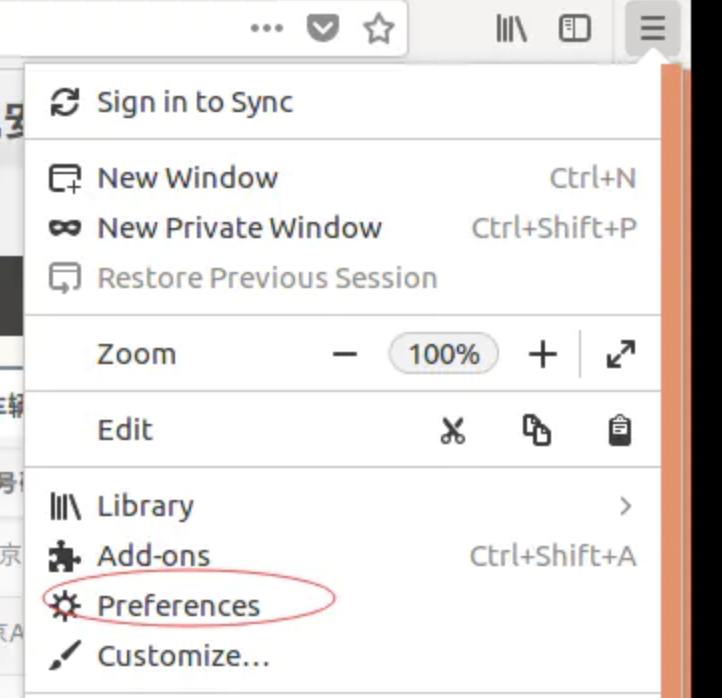 Sign in to Sync
New Window Ctrl+N
New Private Window Ctrl+Shift+P
Restore Previous Session
Zoom 100%
Edit
Library
Add-ons Ctrl+Shift+A
Preferences
Customize...
京